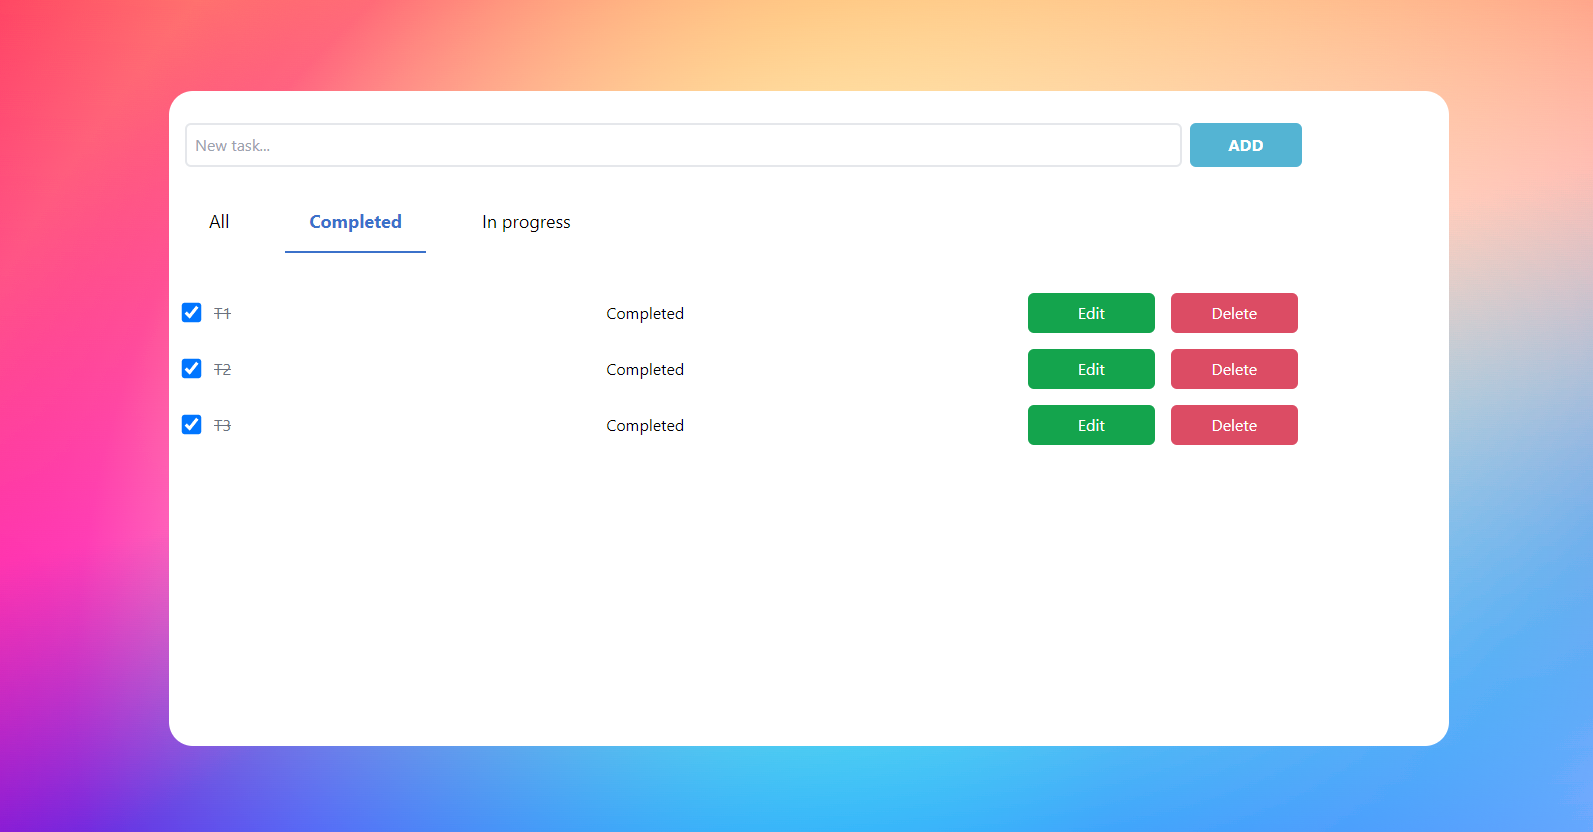 New task... ADD
All Completed In progress
T1 Completed Edit Delete
T2 Completed Edit Delete
T3 Completed Edit Delete